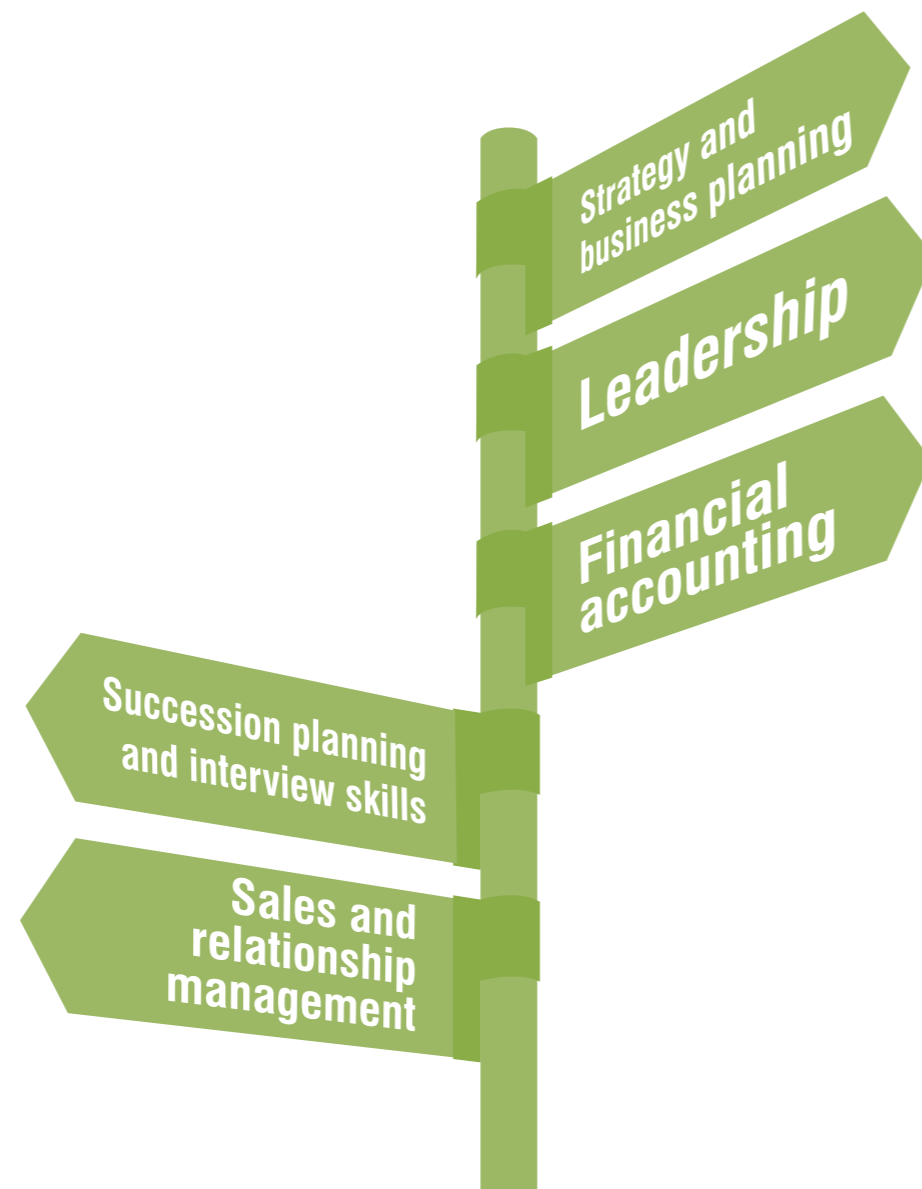 Strategy and
business planning
Leadership
Financial
accounting
Succession planning
and interview skills
Sales and
relationship
management